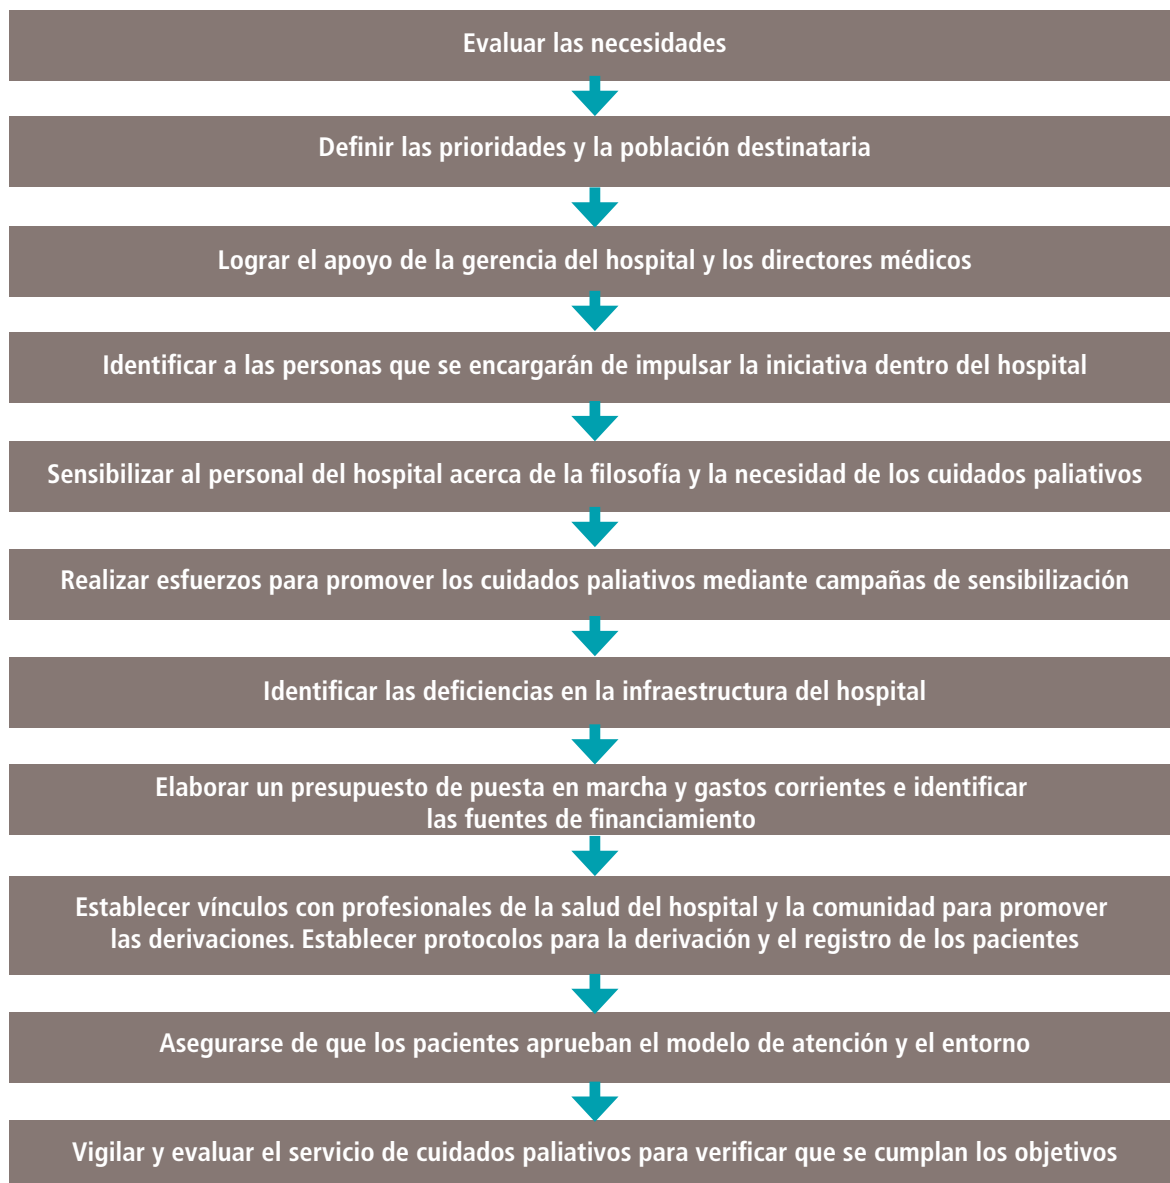 Evaluar las necesidades
Definir las prioridades y la población destinataria
Lograr el apoyo de la gerencia del hospital y los directores médicos
Identificar a las personas que se encargarán de impulsar la iniciativa dentro del hospital
Sensibilizar al personal del hospital acerca de la filosofía y la necesidad de los cuidados paliativos
Realizar esfuerzos para promover los cuidados paliativos mediante campañas de sensibilización
Identificar las deficiencias en la infraestructura del hospital
Elaborar un presupuesto de puesta en marcha y gastos corrientes e identificar
las fuentes de financiamiento
Establecer vínculos con profesionales de la salud del hospital y la comunidad para promover
las derivaciones. Establecer protocolos para la derivación y el registro de los pacientes
Asegurarse de que los pacientes aprueban el modelo de atención y el entorno
Vigilar y evaluar el servicio de cuidados paliativos para verificar que se cumplan los objetivos